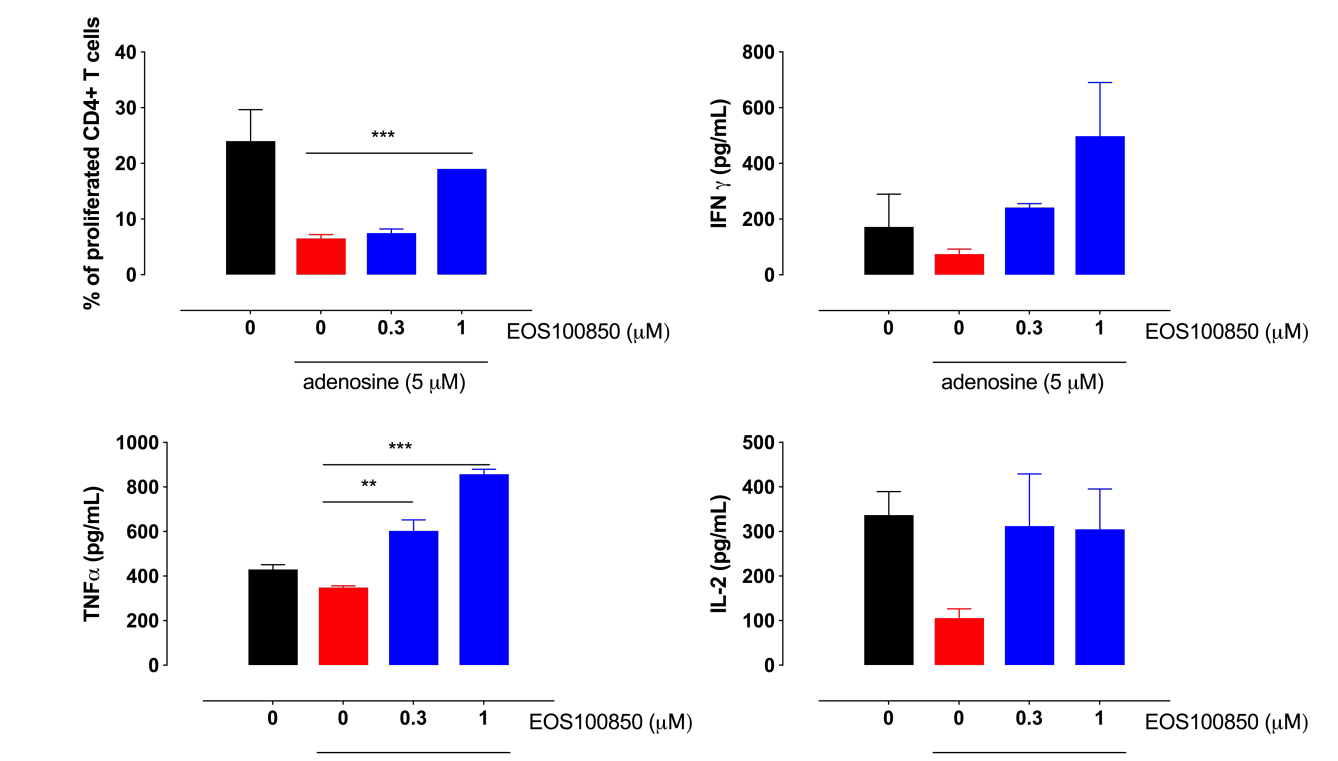 % of proliferated CD4+ T cells
40
30
20
10
0
***
0 0 0.3 1 EOS100850 (μM)
adenosine (5 μM)
IFN γ (pg/mL)
800
600
400
200
0
0 0 0.3 1 EOS100850 (μM)
adenosine (5 μM)
TNFα (pg/mL)
1000
800
600
400
200
0
***
**
0 0 0.3 1 EOS100850 (μM)
IL-2 (pg/mL)
500
400
300
200
100
0
0 0 0.3 1 EOS100850 (μM)